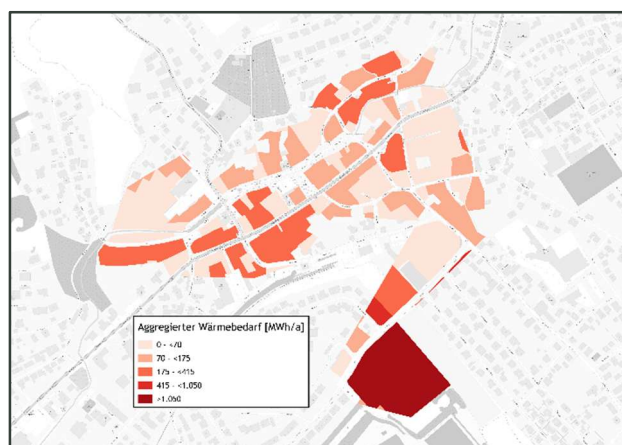 Aggregierter Wärmebedarf [MWh/a]
0 - <70
70 - <175
175 - <415
415 - <1.050
>1.050